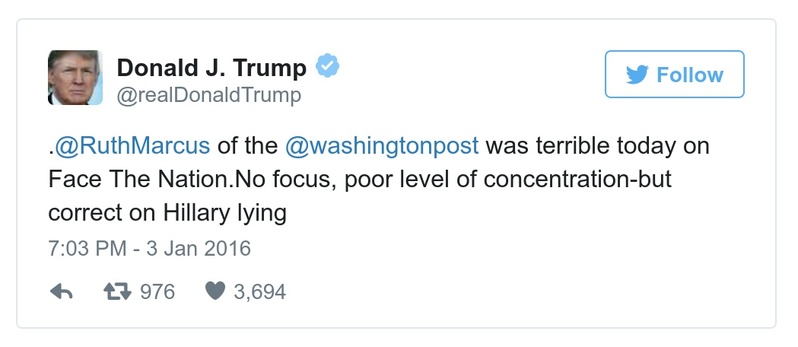 Donald J. Trump
@realDonaldTrump
Follow
.@RuthMarcus of the @washingtonpost was terrible today on
Face The Nation.No focus, poor level of concentration-but
correct on Hillary lying
7:03 PM - 3 Jan 2016
976 3,694